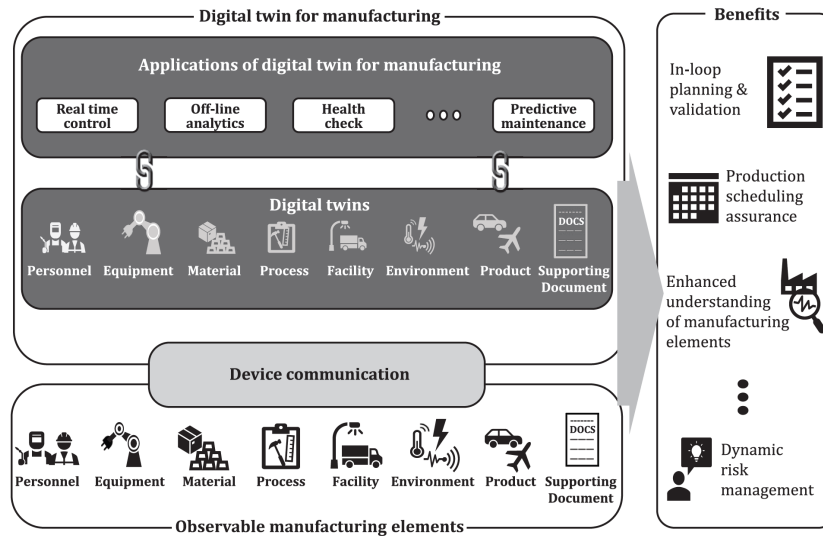 Digital twin for manufacturing
Applications of digital twin for manufacturing
Real time
control
Off-line
analytics
Health
check
Predictive
maintenance
Digital twins
DOCS
Personnel
Equipment
Material
Process
Facility
Environment
Product
Supporting
Document
Device communication
DOCS
Personnel
Equipment
Material
Process
Facility
Environment
Product
Supporting
Document
Observable manufacturing elements
Benefits
In-loop
planning &
validation
Production
scheduling
assurance
Enhanced
understanding
of manufacturing
elements
Dynamic
risk
management